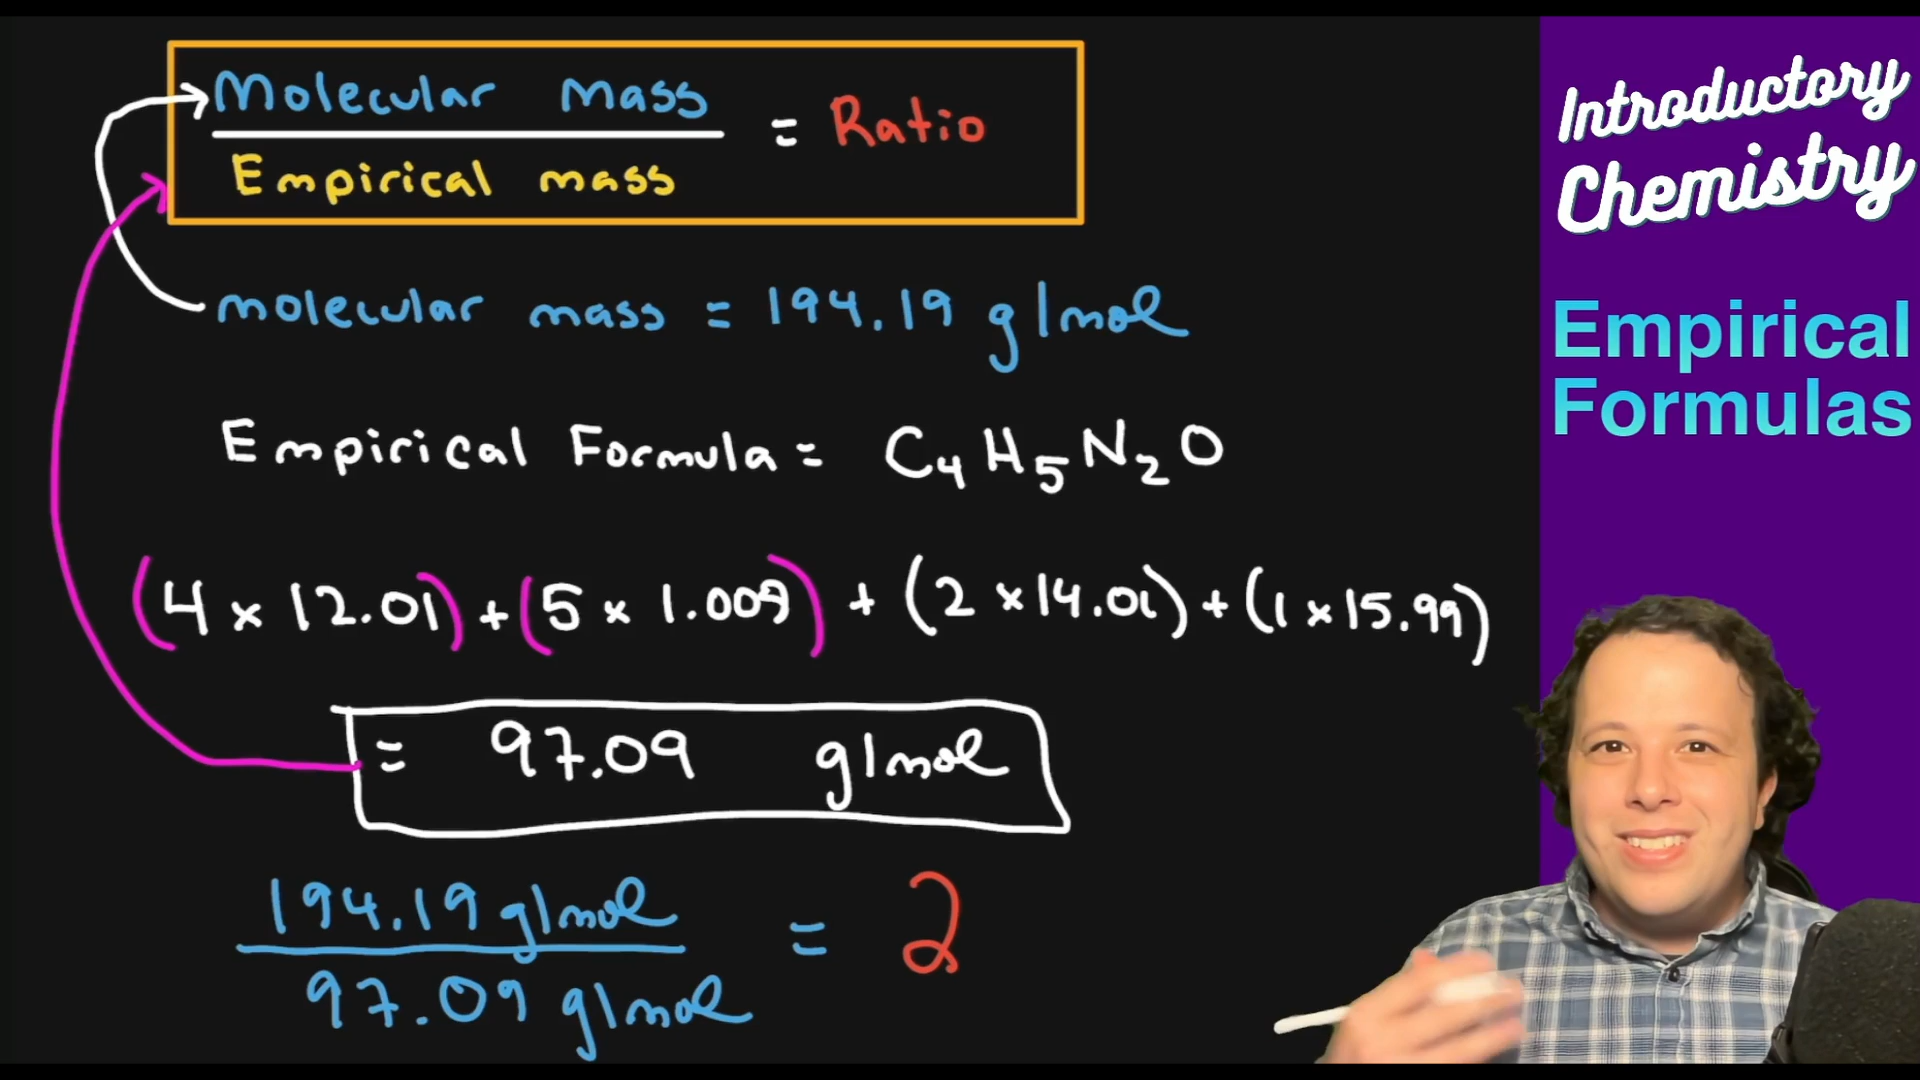 Molecular mass
Empirical mass
= Ratio
molecular mass = 194.19 g/mol
Empirical Formula = C₄H₅N₂O
(4 x 12.01) + (5 x 1.009) + (2 x 14.01) + (1 x 15.99)
= 97.09 g/mol
194.19 g/mol
97.09 g/mol
= 2
Introductory
Chemistry
Empirical
Formulas